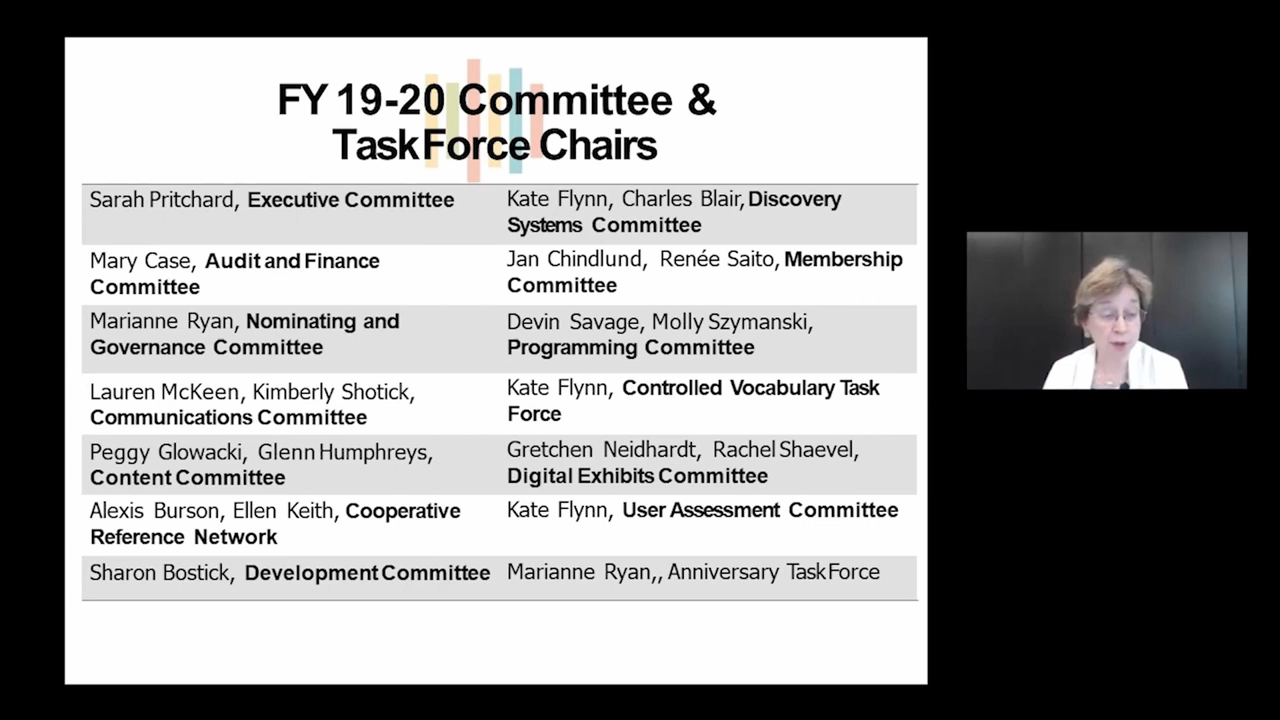 FY 19-20 Committee &
Task Force Chairs
Sarah Pritchard, Executive Committee
Kate Flynn, Charles Blair, Discovery
Systems Committee
Mary Case, Audit and Finance
Committee
Jan Chindlund, Renée Saito, Membership
Committee
Marianne Ryan, Nominating and
Governance Committee
Devin Savage, Molly Szymanski,
Programming Committee
Lauren McKeen, Kimberly Shotick,
Communications Committee
Kate Flynn, Controlled Vocabulary Task
Force
Peggy Glowacki, Glenn Humphreys,
Content Committee
Gretchen Neidhardt, Rachel Shaevel,
Digital Exhibits Committee
Alexis Burson, Ellen Keith, Cooperative
Reference Network
Kate Flynn, User Assessment Committee
Sharon Bostick, Development Committee
Marianne Ryan,, Anniversary Task Force